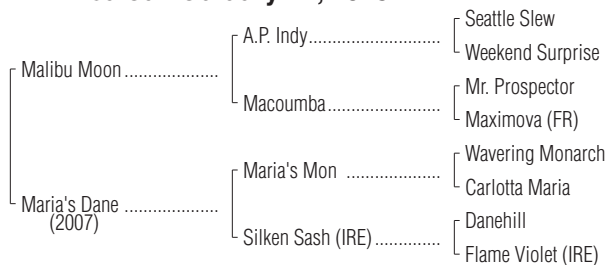 Seattle Slew
A.P. Indy
Weekend Surprise
Malibu Moon
Mr. Prospector
Macoumba
Maximova (FR)
Wavering Monarch
Maria's Mon
Carlotta Maria
Maria's Dane
(2007)
Danehill
Silken Sash (IRE)
Flame Violet (IRE)